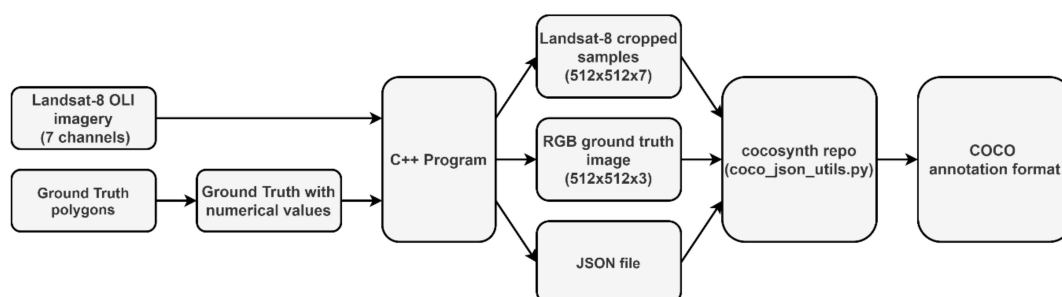 Landsat-8 OLI
imagery
(7 channels)
Ground Truth
polygons
Ground Truth with
numerical values
C++ Program
Landsat-8 cropped
samples
(512x512x7)
RGB ground truth
image
(512x512x3)
JSON file
cocosynth repo
(coco_json_utils.py)
COCO
annotation format